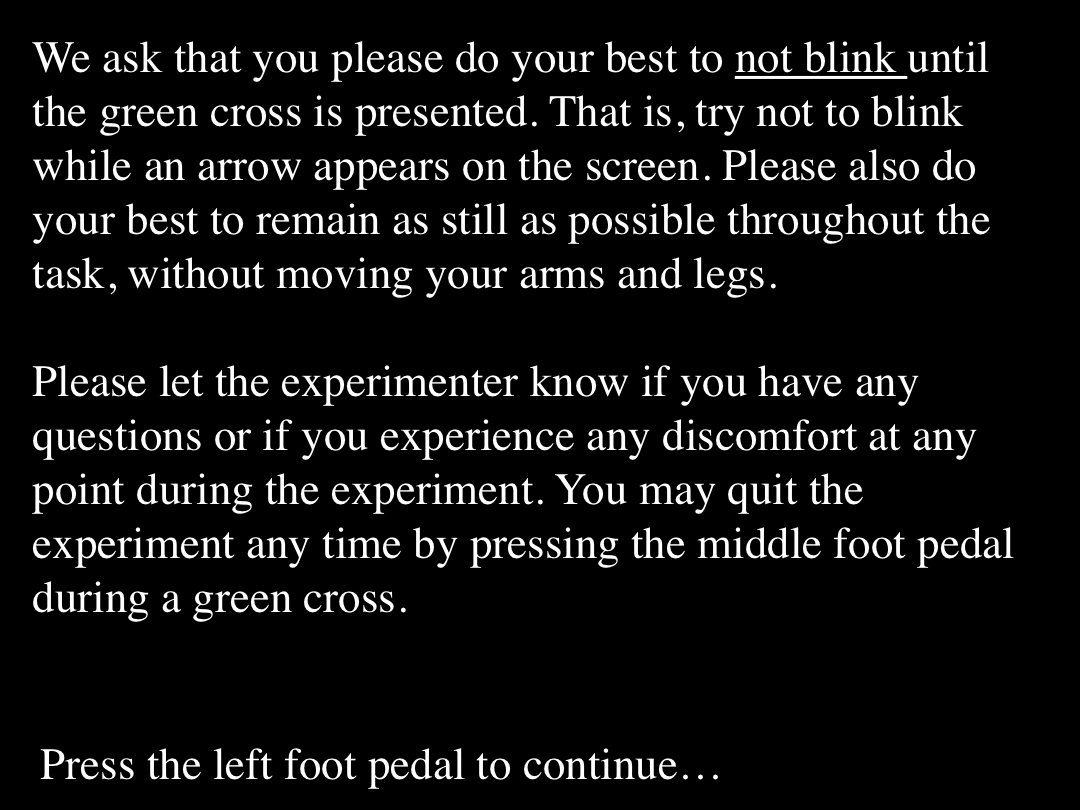 We ask that you please do your best to not blink until
the green cross is presented. That is, try not to blink
while an arrow appears on the screen. Please also do
your best to remain as still as possible throughout the
task, without moving your arms and legs.
Please let the experimenter know if you have any
questions or if you experience any discomfort at any
point during the experiment. You may quit the
experiment any time by pressing the middle foot pedal
during a green cross.
Press the left foot pedal to continue…